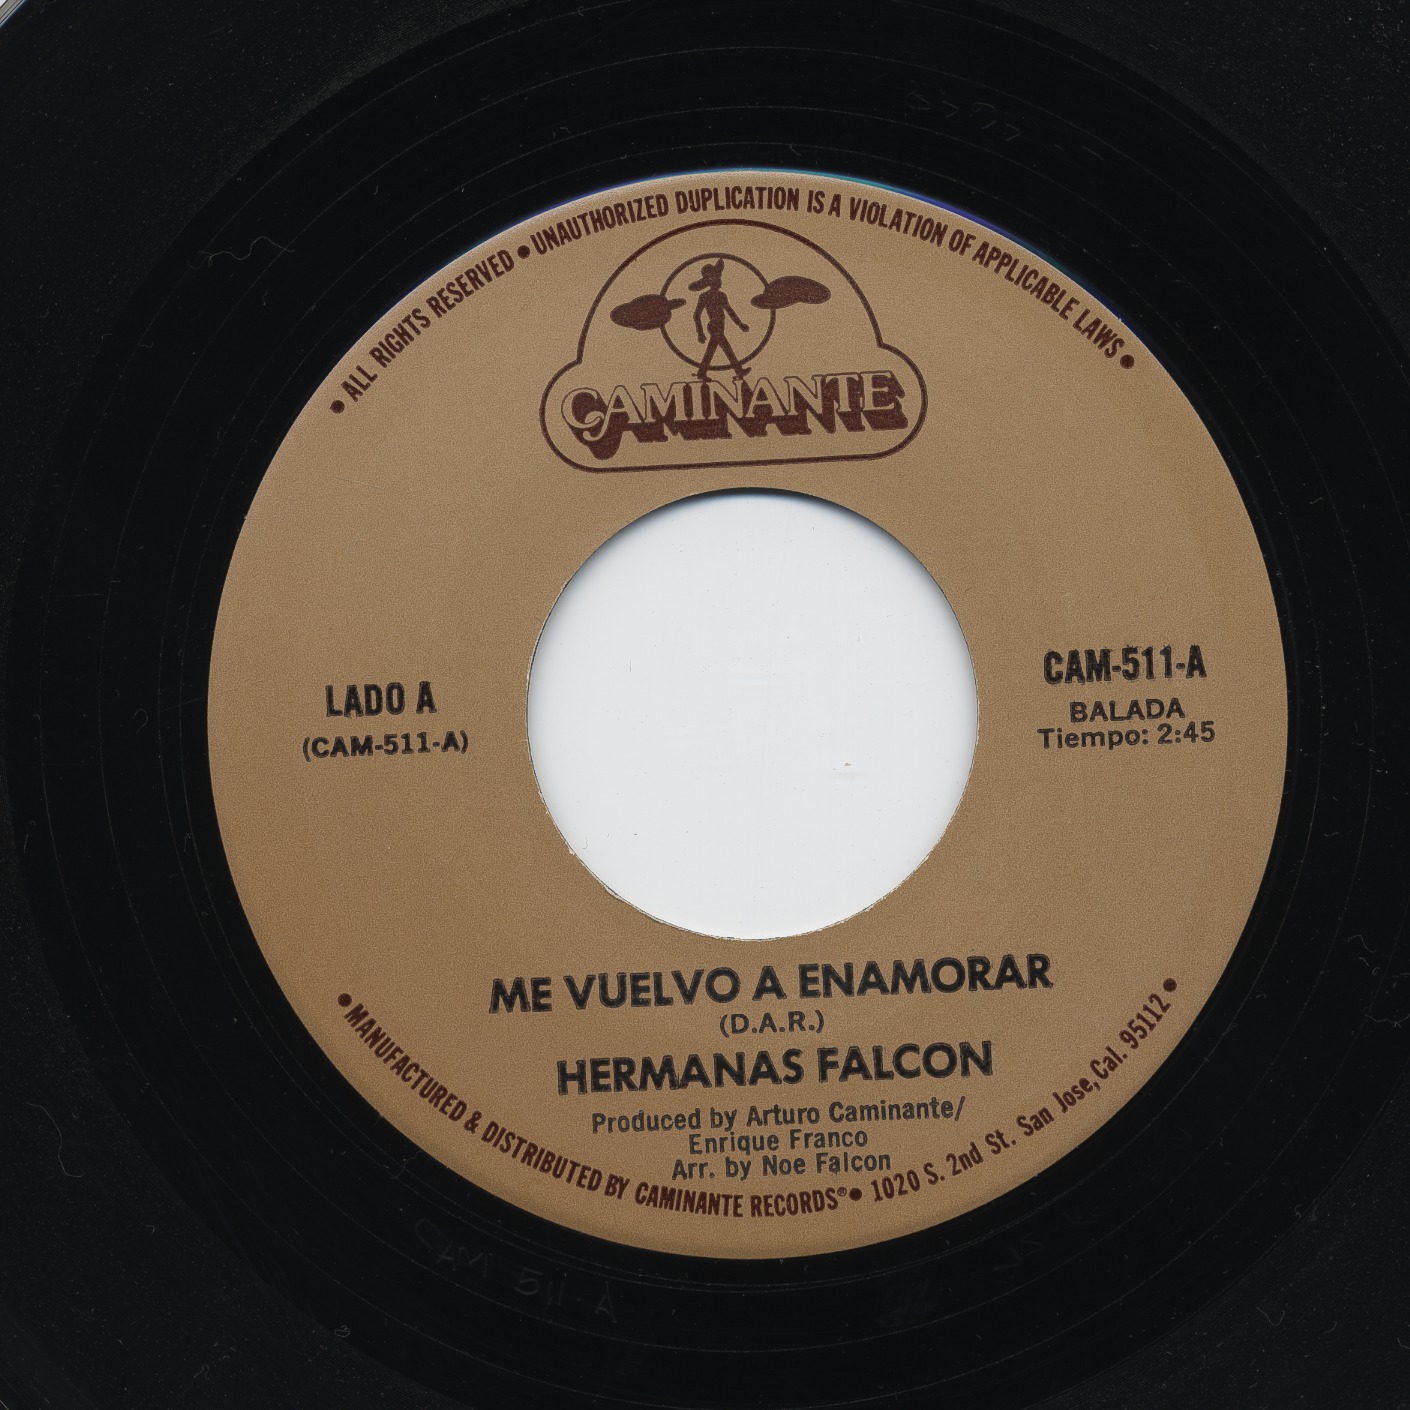 • ALL RIGHTS RESERVED • UNAUTHORIZED DUPLICATION IS A VIOLATION OF APPLICABLE LAWS •
CAMINANTE
LADO A
(CAM-511-A)
CAM-511-A
BALADA
Tiempo: 2:45
ME VUELVO A ENAMORAR
(D.A.R.)
HERMANAS FALCON
Produced by Arturo Caminante/
Enrique Franco
Arr. by Noe Falcon
• MANUFACTURED & DISTRIBUTED BY CAMINANTE RECORDS® • 1020 S. 2nd St. San Jose, Cal. 95112 •
CAM 511-A